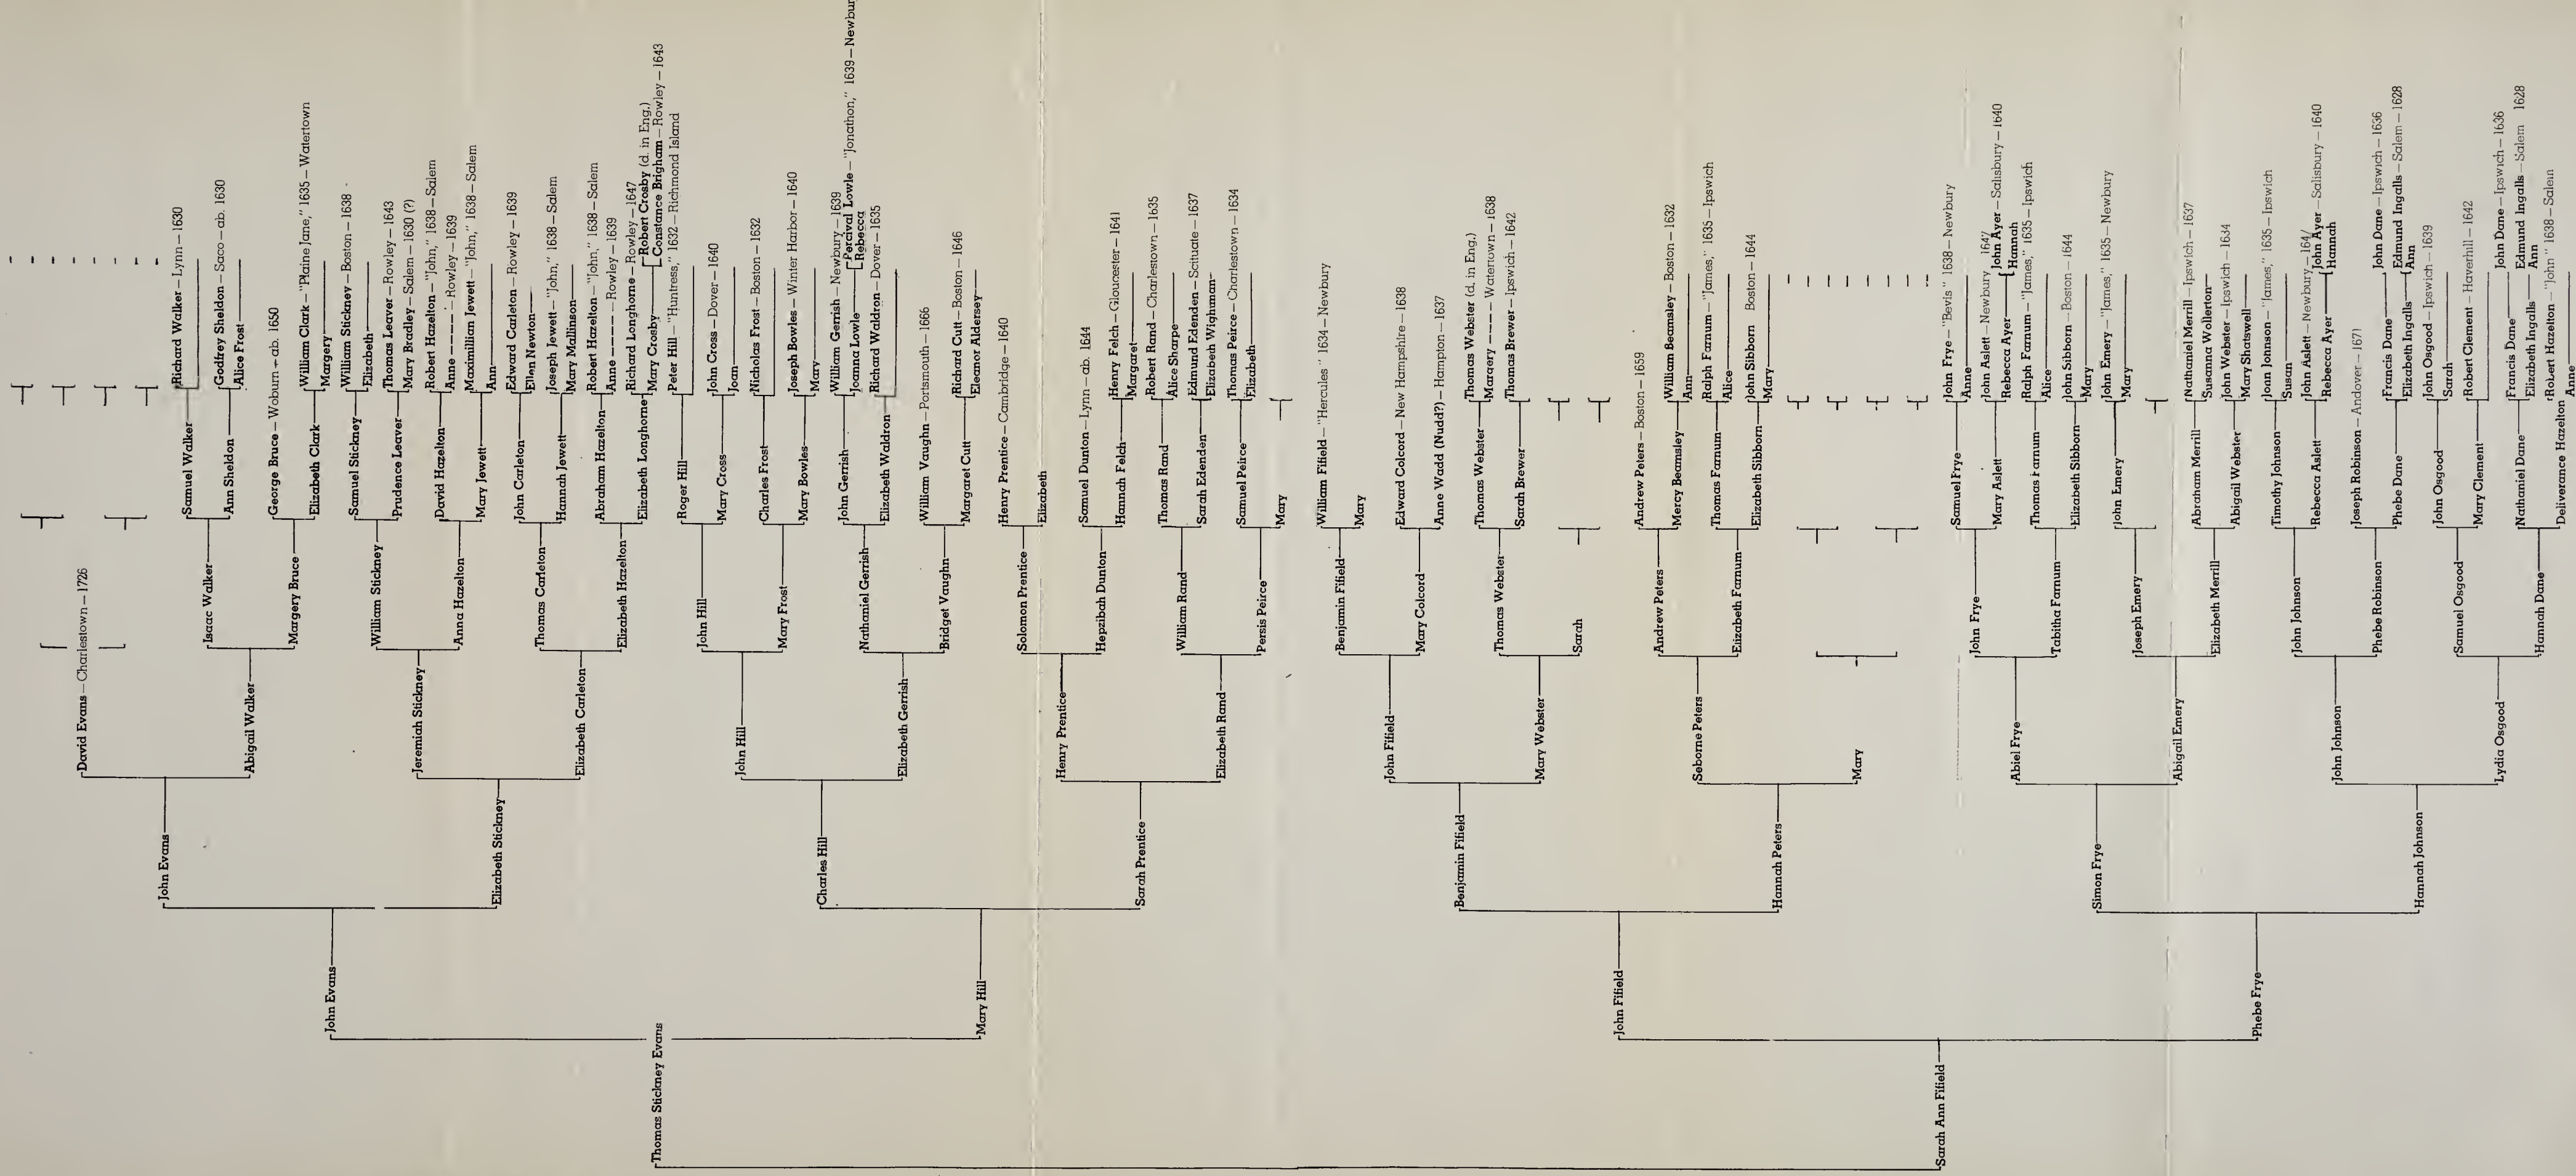 Thomas Stickney Evans
John Evans
John Evans
David Evans — Charlestown — 1726
Abigail Walker
Isaac Walker
Samuel Walker
Richard Walker — Lynn — 1630
Ann Sheldon
Godfrey Sheldon — Saco — ab. 1630
Alice Frost
Margery Bruce
George Bruce — Woburn — ab. 1650
Elizabeth Clark
William Clark — "Plaine Jane," 1635 — Watertown
Margery
Elizabeth Stickney
Jeremiah Stickney
William Stickney
Samuel Stickney
William Stickney — Boston — 1638
Elizabeth
Prudence Leaver
Thomas Leaver — Rowley — 1643
Mary Bradley — Salem — 1630 (?)
Anna Hazelton
David Hazelton
Robert Hazelton — "John," 1638 — Salem
Anne ---- — Rowley — 1639
Mary Jewett
Maximillian Jewett — "John," 1638 — Salem
Ann
Elizabeth Carleton
Thomas Carleton
John Carleton
Edward Carleton — Rowley — 1639
Ellen Newton
Hannah Jewett
Joseph Jewett — "John," 1638 — Salem
Mary Mallinson
Elizabeth Hazelton
Abraham Hazelton
Robert Hazelton — "John," 1638 — Salem
Anne ---- — Rowley — 1639
Elizabeth Longhorne
Richard Longhorne — Rowley — 1647
Mary Crosby
Robert Crosby (d. in Eng.)
Constance Brigham — Rowley — 1643
Mary Hill
Charles Hill
John Hill
John Hill
Roger Hill
Peter Hill — "Huntress," 1632 — Richmond Island
Mary Cross
John Cross — Dover — 1640
Joan
Mary Frost
Charles Frost
Nicholas Frost — Boston — 1632
Mary Bowles
Joseph Bowles — Winter Harbor — 1640
Mary
Elizabeth Gerrish
Nathaniel Gerrish
John Gerrish
William Gerrish — Newbury — 1639
Joanna Lowle
Percival Lowle — "Jonathon," 1639 — Newbur
Rebecca
Elizabeth Waldron
Richard Waldron — Dover — 1635
Bridget Vaughn
William Vaughn — Portsmouth — 1666
Margaret Cutt
Richard Cutt — Boston — 1646
Eleanor Aldersey
Sarah Prentice
Henry Prentice
Solomon Prentice
Henry Prentice — Cambridge — 1640
Elizabeth
Hepzibah Dunton
Samuel Dunton — Lynn — ab. 1644
Hannah Felch
Henry Felch — Gloucester — 1641
Margaret
Elizabeth Rand
William Rand
Thomas Rand
Robert Rand — Charlestown — 1635
Alice Sharpe
Sarah Edenden
Edmund Edenden — Scituate — 1637
Elizabeth Wighman
Persis Peirce
Samuel Peirce
Thomas Peirce — Charlestown — 1634
Elizabeth
Mary
Sarah Ann Fifield
John Fifield
Benjamin Fifield
John Fifield
Benjamin Fifield
William Fifield — "Hercules" 1634 — Newbury
Mary
Mary Colcord
Edward Colcord — New Hampshire — 1638
Anne Wadd (Nudd?) — Hampton — 1637
Mary Webster
Thomas Webster
Thomas Webster
Thomas Webster (d. in Eng.)
Margery ---- — Watertown — 1638
Sarah Brewer
Thomas Brewer — Ipswich — 1642
Sarah
Hannah Peters
Seborne Peters
Andrew Peters
Andrew Peters — Boston — 1659
Mercy Beamsley
William Beamsley — Boston — 1632
Ann
Elizabeth Farnum
Thomas Farnum
Ralph Farnum — "James," 1635 — Ipswich
Alice
Elizabeth Sibborn
John Sibborn Boston — 1644
Mary
Mary
Phebe Frye
Simon Frye
Abiel Frye
John Frye
Samuel Frye
John Frye — "Bevis" 1638 — Newbury
Anne
Mary Aslett
John Aslett — Newbury 1647
Rebecca Ayer
John Ayer — Salisbury — 1640
Hannah
Tabitha Farnum
Thomas Farnum
Ralph Farnum — "James," 1635 — Ipswich
Alice
Elizabeth Sibborn
John Sibborn — Boston — 1644
Mary
Abigail Emery
Joseph Emery
John Emery
John Emery — "James," 1635 — Newbury
Mary
Elizabeth Merrill
Abraham Merrill
Nathaniel Merrill — Ipswich — 1637
Susanna Wollerton
Abigail Webster
John Webster — Ipswich — 1634
Mary Shatswell
Hannah Johnson
John Johnson
John Johnson
Timothy Johnson
John Johnson — "James," 1635 — Ipswich
Susan
Rebecca Aslett
John Aslett — Newbury — 164/
Rebecca Ayer
John Ayer — Salisbury — 1640
Hannah
Phebe Robinson
Joseph Robinson — Andover — 1671
Phebe Dane
Francis Dane
John Dane — Ipswich — 1636
Elizabeth Ingalls
Edmund Ingalls — Salem — 1628
Ann
Lydia Osgood
Samuel Osgood
John Osgood
John Osgood — Ipswich — 1639
Sarah
Mary Clement
Robert Clement — Haverhill — 1642
Hannah Dane
Nathaniel Dane
Francis Dane
John Dane — Ipswich — 1636
Elizabeth Ingalls
Edmund Ingalls — Salem 1628
Ann
Deliverance Hazelton
Robert Hazelton — "John" 1638 — Salem
Anne